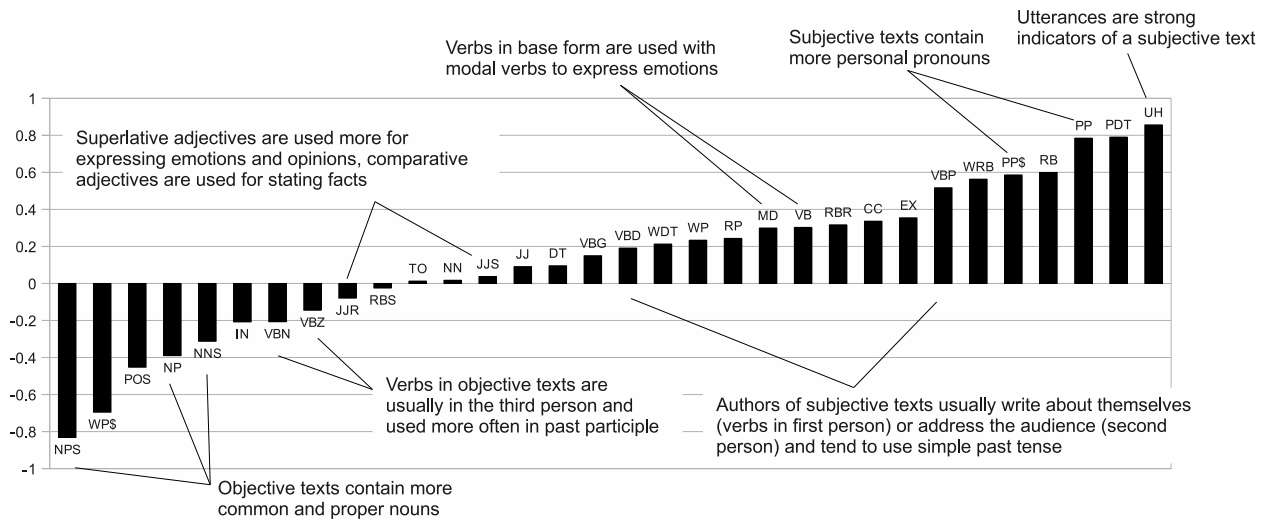 Utterances are strong
indicators of a subjective text
Subjective texts contain
more personal pronouns
Verbs in base form are used with
modal verbs to express emotions
Superlative adjectives are used more for
expressing emotions and opinions, comparative
adjectives are used for stating facts
1
0.8
0.6
0.4
0.2
0
-0.2
-0.4
-0.6
-0.8
-1
NPS
WP$
POS
NP
NNS
IN
VBN
VBZ
JJR
RBS
TO
NN
JJS
JJ
DT
VBG
VBD
WDT
WP
RP
MD
VB
RBR
CC
EX
VBP
WRB
PP$
RB
PP
PDT
UH
Verbs in objective texts are
usually in the third person and
used more often in past participle
Authors of subjective texts usually write about themselves
(verbs in first person) or address the audience (second
person) and tend to use simple past tense
Objective texts contain more
common and proper nouns